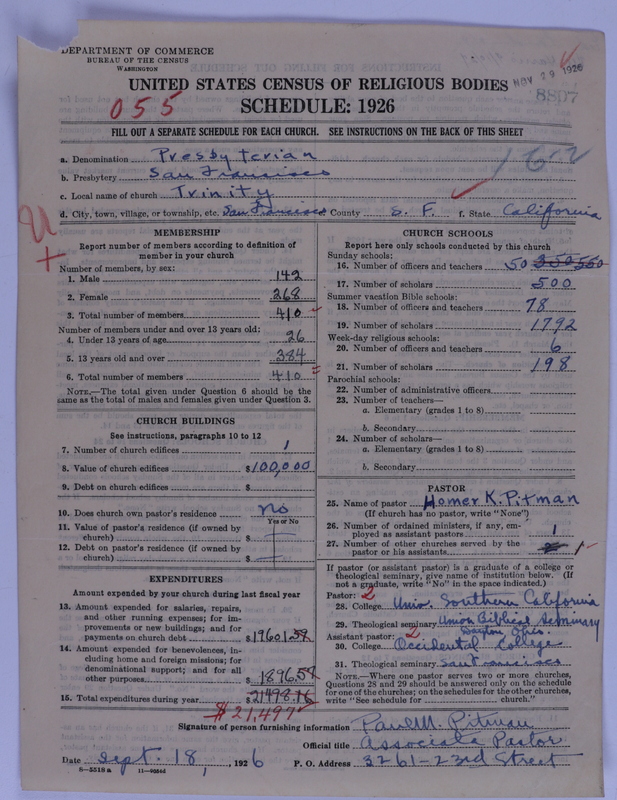 DEPARTMENT OF COMMERCE
BUREAU OF THE CENSUS
WASHINGTON
NOV 29 1926
8807
UNITED STATES CENSUS OF RELIGIOUS BODIES
055
SCHEDULE: 1926
FILL OUT A SEPARATE SCHEDULE FOR EACH CHURCH. SEE INSTRUCTIONS ON THE BACK OF THIS SHEET
a. Denomination Presbyterian
b. Presbytery San Francisco
c. Local name of church Trinity
d. City, town, village, or township, etc. San Francisco County S. F. f. State California
MEMBERSHIP
Report number of members according to definition of member in your church
Number of members, by sex:
1. Male 142
2. Female 268
3. Total number of members 410
Number of members under and over 13 years old:
4. Under 13 years of age 26
5. 13 years old and over 384
6. Total number of members 410
NOTE.—The total given under Question 6 should be the same as the total of males and females given under Question 3.
CHURCH BUILDINGS
See instructions, paragraphs 10 to 12
7. Number of church edifices 1
8. Value of church edifices $100,000
9. Debt on church edifices $
10. Does church own pastor's residence? No
Yes or No
11. Value of pastor's residence (if owned by church) $
12. Debt on pastor's residence (if owned by church) $
EXPENDITURES
Amount expended by your church during last fiscal year
13. Amount expended for salaries, repairs, and other running expenses; for improvements or new buildings; and for payments on church debt $19601.58
14. Amount expended for benevolences, including home and foreign missions; for denominational support; and for all other purposes $1896.58
15. Total expenditures during year $21498.16
$21,497
CHURCH SCHOOLS
Report here only schools conducted by this church
Sunday schools:
16. Number of officers and teachers 50
17. Number of scholars 500
Summer vacation Bible schools:
18. Number of officers and teachers 78
19. Number of scholars 1792
Week-day religious schools:
20. Number of officers and teachers 6
21. Number of scholars 198
Parochial schools:
22. Number of administrative officers
23. Number of teachers—
a. Elementary (grades 1 to 8)
b. Secondary
24. Number of scholars—
a. Elementary (grades 1 to 8)
b. Secondary
PASTOR
25. Name of pastor Homer K. Pitman
(If church has no pastor, write "None")
26. Number of ordained ministers, if any, employed as assistant pastors 1
27. Number of other churches served by the pastor or his assistants 1
If pastor (or assistant pastor) is a graduate of a college or theological seminary, give name of institution below. (If not a graduate, write "No" in the space indicated.)
Pastor: 2
28. College Univ. Southern California
29. Theological seminary Union Biblical Seminary
Dayton Ohio.
Assistant pastor: 2
30. College Occidental College
31. Theological seminary San Francisco
NOTE.—Where one pastor serves two or more churches, Questions 28 and 29 should be answered only on the schedule for one of the churches; on the schedules for the other churches, write "See schedule for church."
Signature of person furnishing information Paul M. Pitman
Official title Associate Pastor
Date Sept. 18, 1926 P. O. Address 3261-23rd Street
8-5518 a